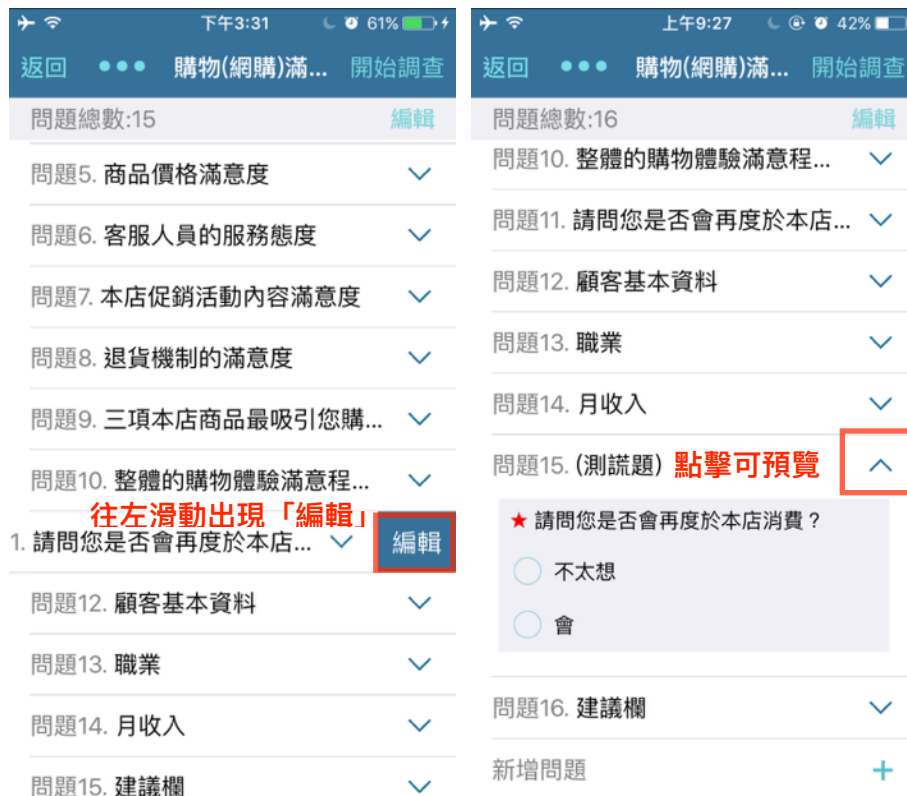 下午3:31
61%
返回 ••• 購物(網購)滿... 開始調查
問題總數:15 編輯
問題5. 商品價格滿意度
問題6. 客服人員的服務態度
問題7. 本店促銷活動內容滿意度
問題8. 退貨機制的滿意度
問題9. 三項本店商品最吸引您購...
問題10. 整體的購物體驗滿意程...
往左滑動出現「編輯」
1. 請問您是否會再度於本店... 編輯
問題12. 顧客基本資料
問題13. 職業
問題14. 月收入
問題15. 建議欄
上午9:27
42%
返回 ••• 購物(網購)滿... 開始調查
問題總數:16 編輯
問題10. 整體的購物體驗滿意程...
問題11. 請問您是否會再度於本店...
問題12. 顧客基本資料
問題13. 職業
問題14. 月收入
問題15. (測謊題) 點擊可預覽
★ 請問您是否會再度於本店消費？
不太想
會
問題16. 建議欄
新增問題 +